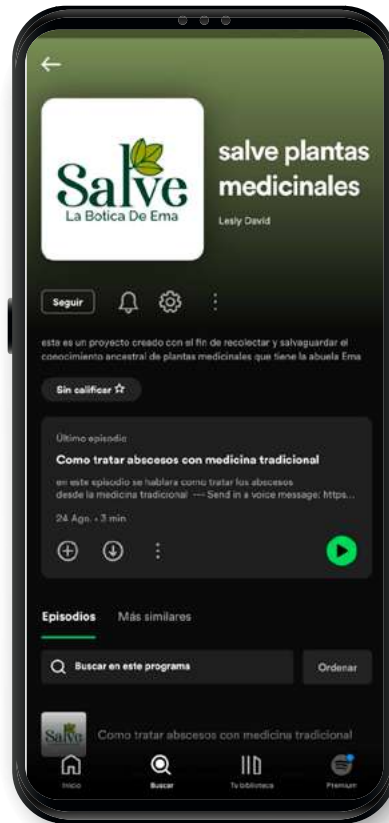 Salve
La Botica De Ema
salve plantas
medicinales
Lesly David
Seguir
este es un proyecto creado con el fin de recolectar y salvaguardar el
conocimiento ancestral de plantas medicinales que tiene la abuela Ema
Sin calificar
Último episodio
Como tratar abscesos con medicina tradicional
en este episodio se hablara como tratar los abscesos
desde la medicina tradicional --- Send in a voice message: https...
24 Ago. • 3 min
Episodios Más similares
Buscar en este programa Ordenar
Salve Como tratar abscesos con medicina tradicional
Inicio Buscar Tu biblioteca Premium